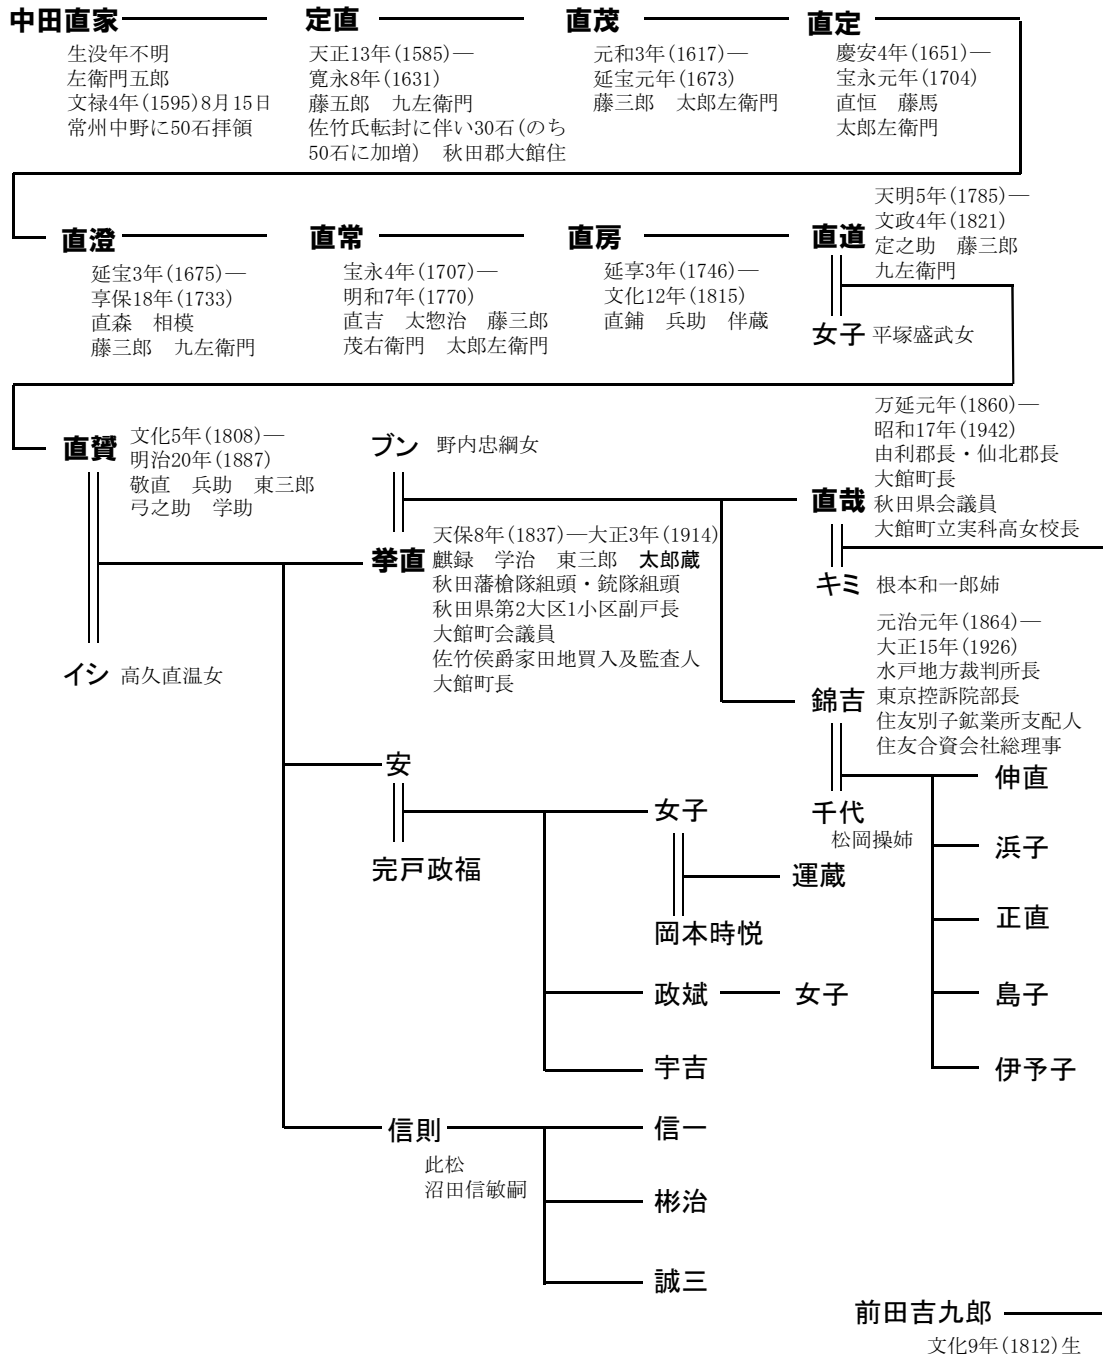 中田直家
生没年不明
左衛門五郎
文禄4年(1595)8月15日
常州中野に50石拝領
定直
天正13年(1585)―
寛永8年(1631)
藤五郎　九左衛門
佐竹氏転封に伴い30石(のち
50石に加増)　秋田郡大館住
直茂
元和3年(1617)―
延宝元年(1673)
藤三郎　太郎左衛門
直定
慶安4年(1651)―
宝永元年(1704)
直恒　藤馬
太郎左衛門
直澄
延宝3年(1675)―
享保18年(1733)
直森　相模
藤三郎　九左衛門
直常
宝永4年(1707)―
明和7年(1770)
直吉　太惣治　藤三郎
茂右衛門　太郎左衛門
直房
延享3年(1746)―
文化12年(1815)
直鋪　兵助　伴蔵
直道
天明5年(1785)―
文政4年(1821)
定之助　藤三郎
九左衛門
女子 平塚盛武女
直贇
文化5年(1808)―
明治20年(1887)
敬直　兵助　東三郎
弓之助　学助
イシ 高久直温女
ブン 野内忠綱女
挙直
天保8年(1837)―大正3年(1914)
麒録　学治　東三郎　太郎蔵
秋田藩槍隊組頭・銃隊組頭
秋田県第2大区1小区副戸長
大館町会議員
佐竹侯爵家田地買入及監査人
大館町長
直哉
万延元年(1860)―
昭和17年(1942)
由利郡長・仙北郡長
大館町長
秋田県会議員
大館町立実科高女校長
キミ 根本和一郎姉
錦吉
元治元年(1864)―
大正15年(1926)
水戸地方裁判所長
東京控訴院部長
住友別子鉱業所支配人
住友合資会社総理事
千代
松岡操姉
伸直
浜子
正直
島子
伊予子
安
宍戸政福
女子
運蔵
岡本時悦
政斌
女子
宇吉
信則
此松
沼田信敏嗣
信一
彬治
誠三
前田吉九郎
文化9年(1812)生